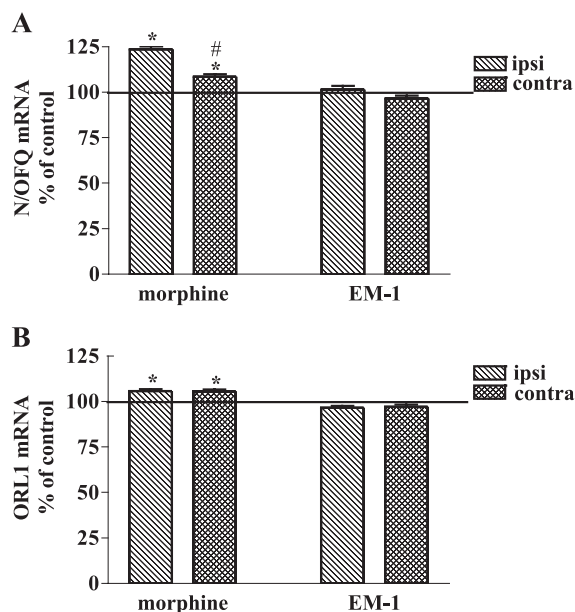 A
N/OFQ mRNA
% of control
125
100
75
50
25
0
*
#
*
ipsi
contra
morphine
EM-1
B
ORL1 mRNA
% of control
125
100
75
50
25
0
*
*
ipsi
contra
morphine
EM-1